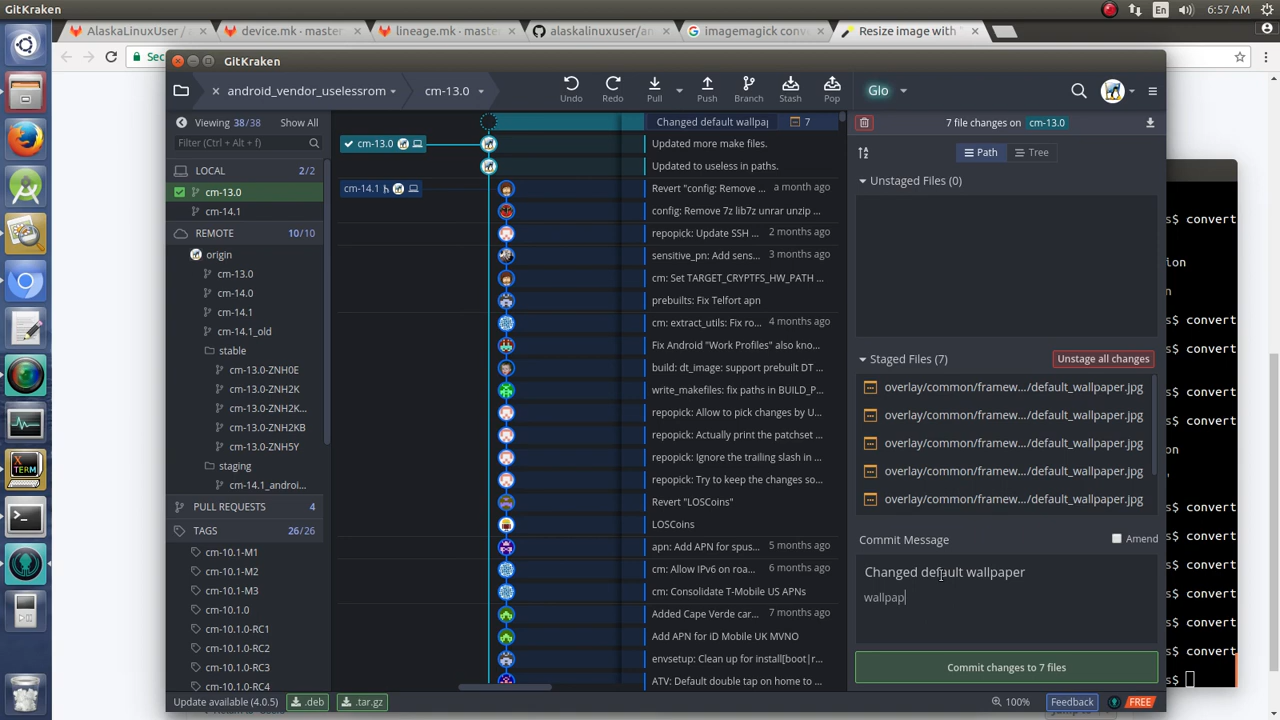 GitKraken
En
6:57 AM
AlaskaLinuxUser /
device.mk · master
lineage.mk · master
alaskalinuxuser/an
imagemagick conv
Resize image with
Sec
GitKraken
android_vendor_uselessrom
cm-13.0
Undo
Redo
Pull
Push
Branch
Stash
Pop
Glo
Viewing 38/38
Show All
Filter (Ctrl + Alt + f)
LOCAL
2/2
cm-13.0
cm-14.1
REMOTE
10/10
origin
cm-13.0
cm-14.0
cm-14.1
cm-14.1_old
stable
cm-13.0-ZNH0E
cm-13.0-ZNH2K
cm-13.0-ZNH2K...
cm-13.0-ZNH2KB
cm-13.0-ZNH5Y
staging
cm-14.1_androi...
PULL REQUESTS
4
TAGS
26/26
cm-10.1-M1
cm-10.1-M2
cm-10.1-M3
cm-10.1.0
cm-10.1.0-RC1
cm-10.1.0-RC2
cm-10.1.0-RC3
cm-10.1.0-RC4
cm-13.0
cm-14.1
Changed default wallpap
7
Updated more make files.
Updated to useless in paths.
Revert "config: Remove ...
a month ago
config: Remove 7z lib7z unrar unzip ...
repopick: Update SSH ...
2 months ago
sensitive_pn: Add sens...
3 months ago
cm: Set TARGET_CRYPTFS_HW_PATH ...
prebuilts: Fix Telfort apn
cm: extract_utils: Fix ro...
4 months ago
Fix Android "Work Profiles" also kno...
build: dt_image: support prebuilt DT ...
write_makefiles: fix paths in BUILD_P...
repopick: Allow to pick changes by U...
repopick: Actually print the patchset ...
repopick: Ignore the trailing slash in ...
repopick: Try to keep the changes so...
Revert "LOSCoins"
LOSCoins
apn: Add APN for spus...
5 months ago
cm: Allow IPv6 on roa...
6 months ago
cm: Consolidate T-Mobile US APNs
Added Cape Verde car...
7 months ago
Add APN for iD Mobile UK MVNO
envsetup: Clean up for install[boot|r...
ATV: Default double tap on home to ...
7 file changes on
cm-13.0
Path
Tree
Unstaged Files (0)
Staged Files (7)
Unstage all changes
overlay/common/framew.../default_wallpaper.jpg
overlay/common/framew.../default_wallpaper.jpg
overlay/common/framew.../default_wallpaper.jpg
overlay/common/framew.../default_wallpaper.jpg
overlay/common/framew.../default_wallpaper.jpg
Commit Message
Amend
Changed default wallpaper
wallpap
Commit changes to 7 files
s$ convert
ion
s$ convert
n
s$ convert
s$ convert
on
s$ convert
'
s$ convert
s$ convert
s$ convert
s$ convert
s$ convert
s$ convert
s$
Update available (4.0.5)
.deb
.tar.gz
100%
Feedback
FREE
XTERM